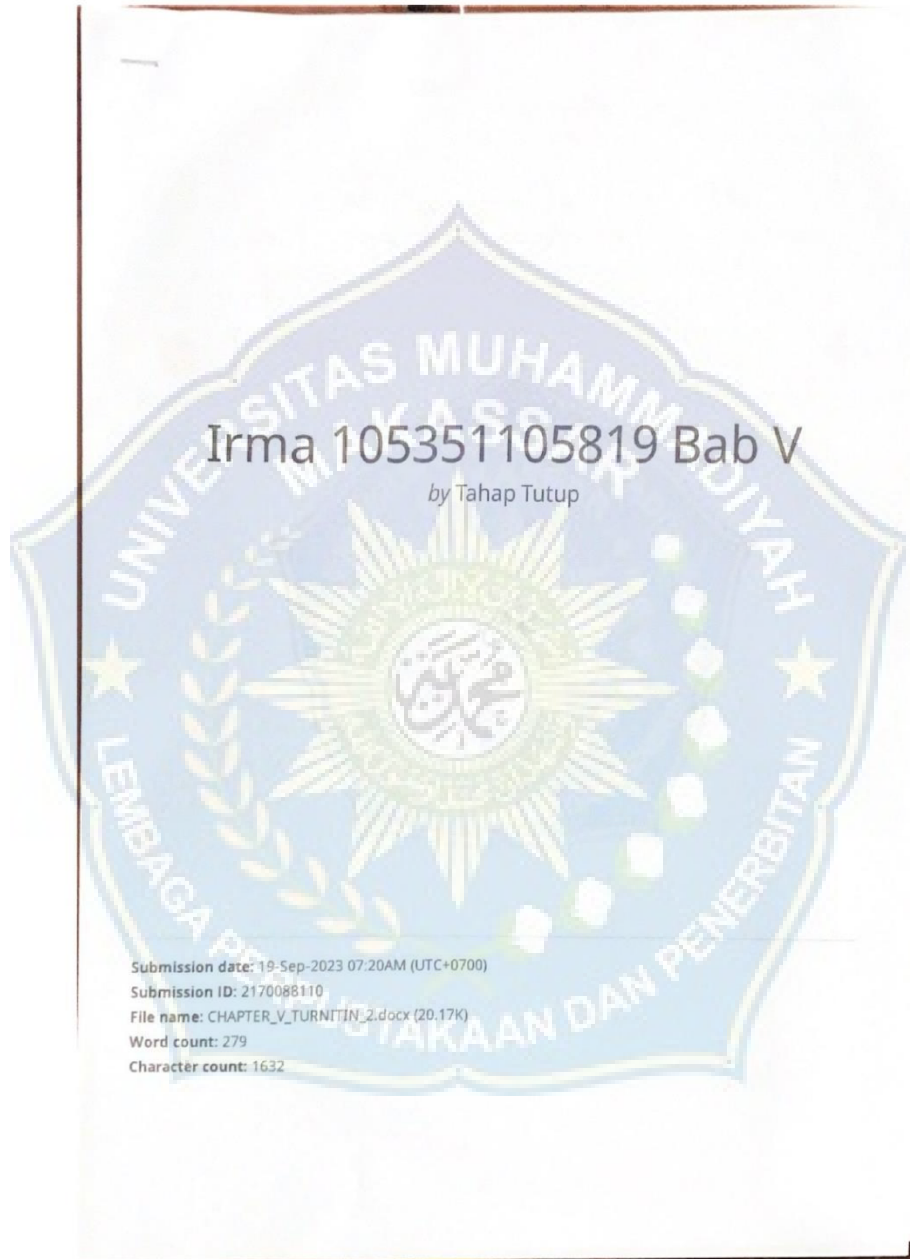 UNIVERSITAS MUHAMMADIYAH
MAKASSAR
Irma 105351105819 Bab V
by Tahap Tutup
LEMBAGA PERPUSTAKAAN DAN PENERBITAN
Submission date: 19-Sep-2023 07:20AM (UTC+0700)
Submission ID: 2170088110
File name: CHAPTER_V_TURNITIN_2.docx (20.17K)
Word count: 279
Character count: 1632